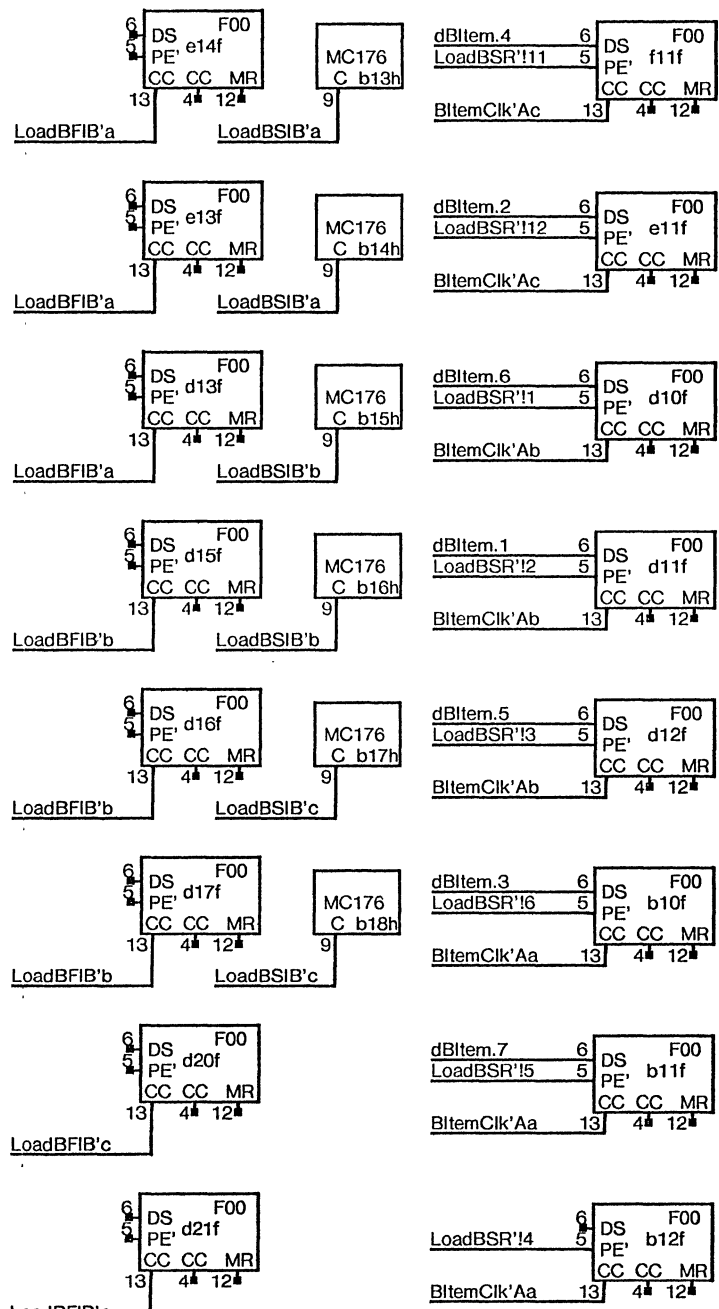 6 DS F00
5 PE' e14f
CC CC MR
13 4 12
LoadBFIB'a
MC176
C b13h
9
LoadBSIB'a
dBItem.4 6 DS F00
LoadBSR'!11 5 PE' f11f
CC CC MR
BItemClk'Ac 13 4 12
6 DS F00
5 PE' e13f
CC CC MR
13 4 12
LoadBFIB'a
MC176
C b14h
9
LoadBSIB'a
dBItem.2 6 DS F00
LoadBSR'!12 5 PE' e11f
CC CC MR
BItemClk'Ac 13 4 12
6 DS F00
5 PE' d13f
CC CC MR
13 4 12
LoadBFIB'a
MC176
C b15h
9
LoadBSIB'b
dBItem.6 6 DS F00
LoadBSR'!1 5 PE' d10f
CC CC MR
BItemClk'Ab 13 4 12
6 DS F00
5 PE' d15f
CC CC MR
13 4 12
LoadBFIB'b
MC176
C b16h
9
LoadBSIB'b
dBItem.1 6 DS F00
LoadBSR'!2 5 PE' d11f
CC CC MR
BItemClk'Ab 13 4 12
6 DS F00
5 PE' d16f
CC CC MR
13 4 12
LoadBFIB'b
MC176
C b17h
9
LoadBSIB'c
dBItem.5 6 DS F00
LoadBSR'!3 5 PE' d12f
CC CC MR
BItemClk'Ab 13 4 12
6 DS F00
5 PE' d17f
CC CC MR
13 4 12
LoadBFIB'b
MC176
C b18h
9
LoadBSIB'c
dBItem.3 6 DS F00
LoadBSR'!6 5 PE' b10f
CC CC MR
BItemClk'Aa 13 4 12
6 DS F00
5 PE' d20f
CC CC MR
13 4 12
LoadBFIB'c
dBItem.7 6 DS F00
LoadBSR'!5 5 PE' b11f
CC CC MR
BItemClk'Aa 13 4 12
6 DS F00
5 PE' d21f
CC CC MR
13 4 12
6 DS F00
LoadBSR'!4 5 PE' b12f
CC CC MR
BItemClk'Aa 13 4 12